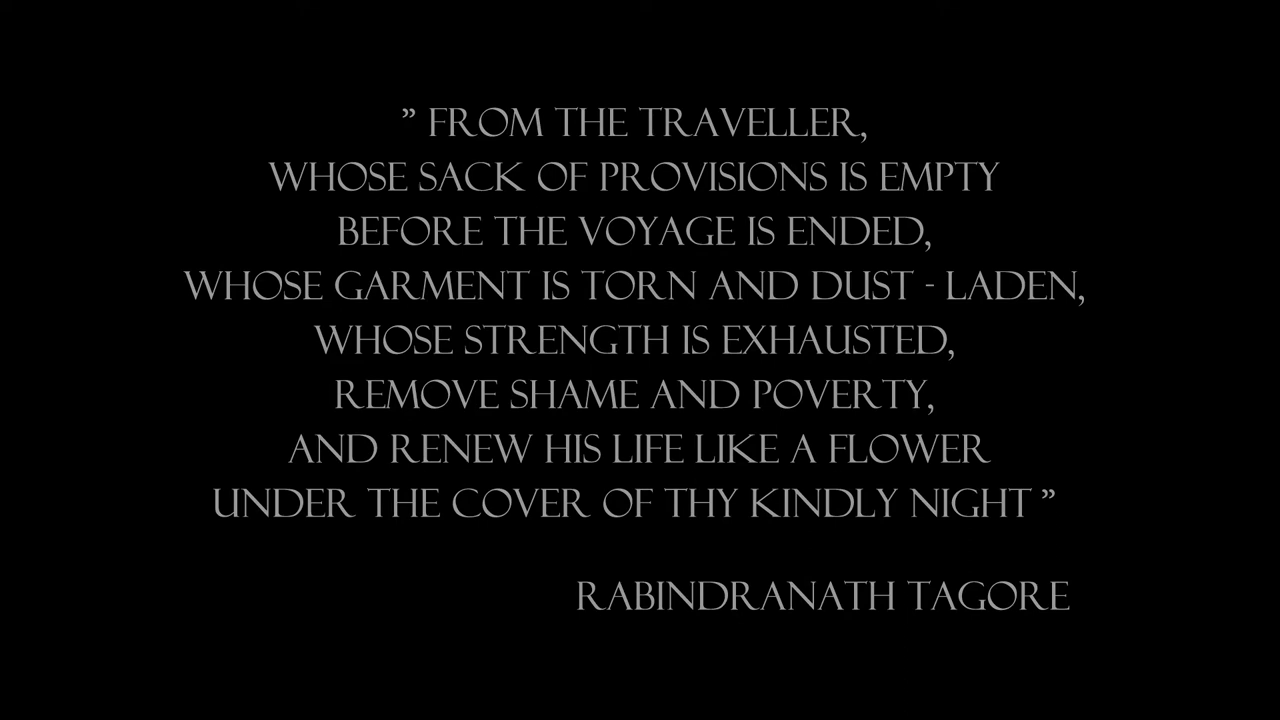 ” FROM THE TRAVELLER,
WHOSE SACK OF PROVISIONS IS EMPTY
BEFORE THE VOYAGE IS ENDED,
WHOSE GARMENT IS TORN AND DUST - LADEN,
WHOSE STRENGTH IS EXHAUSTED,
REMOVE SHAME AND POVERTY,
AND RENEW HIS LIFE LIKE A FLOWER
UNDER THE COVER OF THY KINDLY NIGHT ”
RABINDRANATH TAGORE